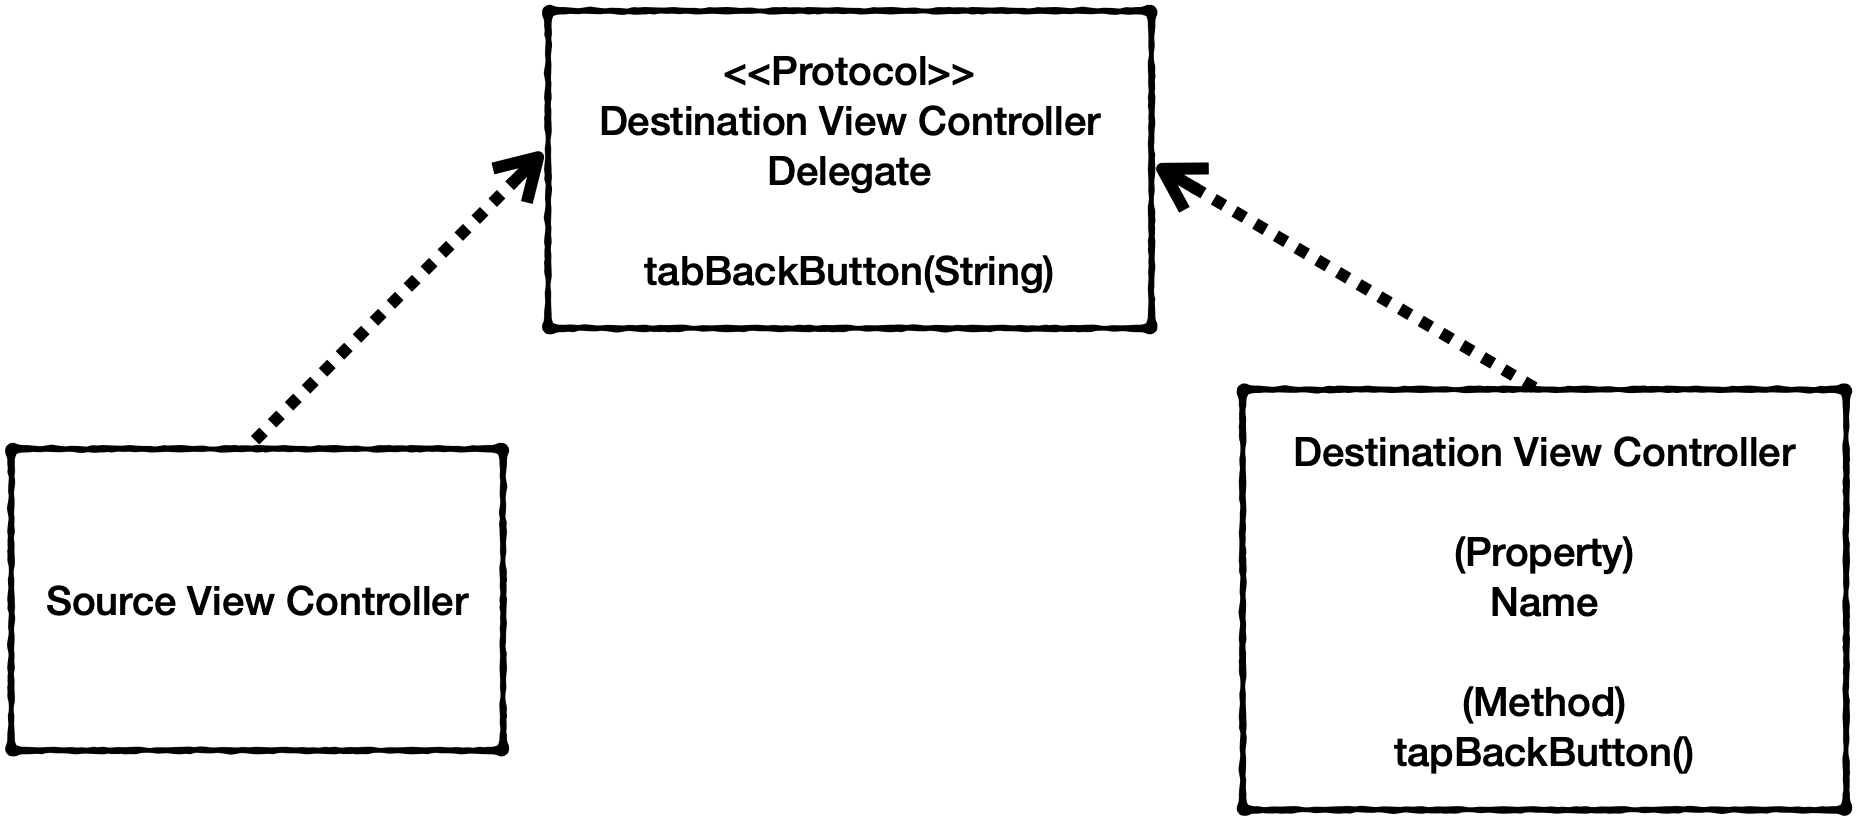 <<Protocol>>
Destination View Controller
Delegate
tabBackButton(String)
Source View Controller
Destination View Controller
(Property)
Name
(Method)
tapBackButton()